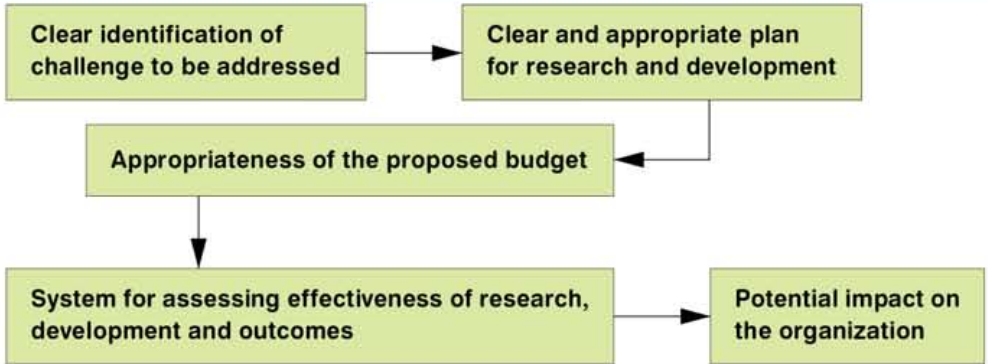 Clear identification of
challenge to be addressed
Clear and appropriate plan
for research and development
Appropriateness of the proposed budget
System for assessing effectiveness of research,
development and outcomes
Potential impact on
the organization